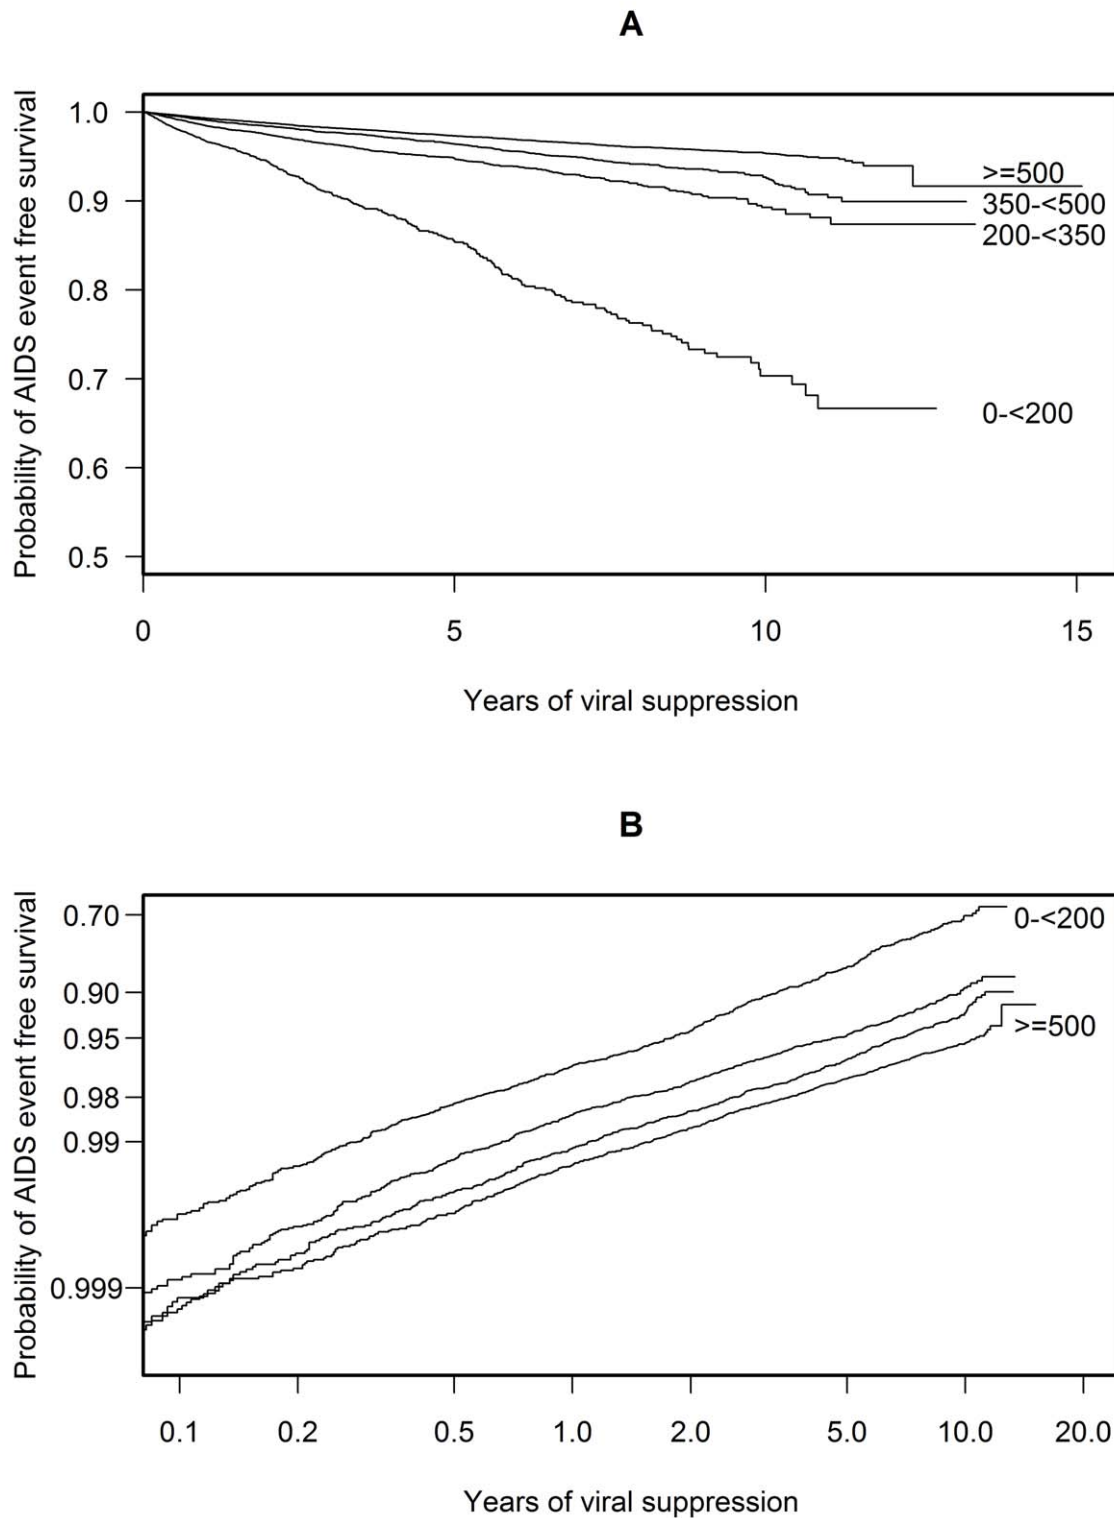 A
Probability of AIDS event free survival
1.0
0.9
0.8
0.7
0.6
0.5
>=500
350-<500
200-<350
0-<200
0 5 10 15
Years of viral suppression
B
Probability of AIDS event free survival
0.70
0.90
0.95
0.98
0.99
0.999
0-<200
>=500
0.1 0.2 0.5 1.0 2.0 5.0 10.0 20.0
Years of viral suppression